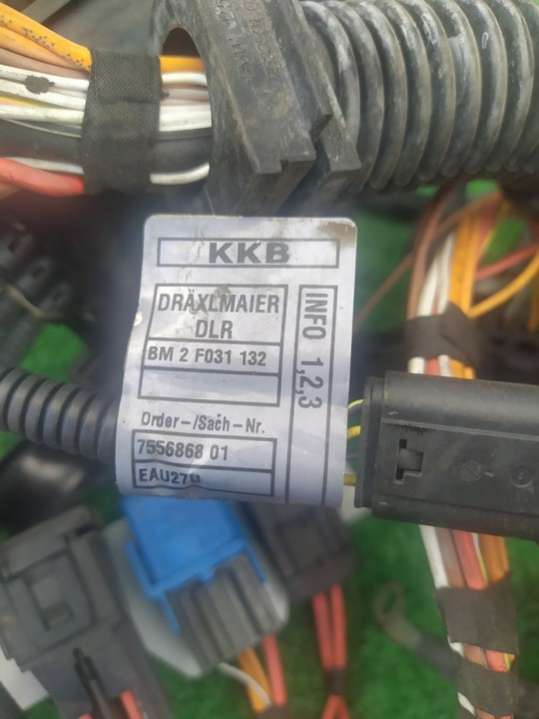 KKB
DRÄXLMAIER
DLR
BM 2 F031 132
INFO 1,2,3
Order-/Sach-Nr.
7556868 01